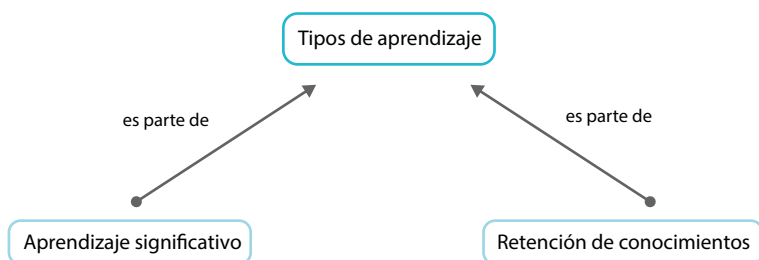 Tipos de aprendizaje
es parte de
es parte de
Aprendizaje significativo
Retención de conocimientos